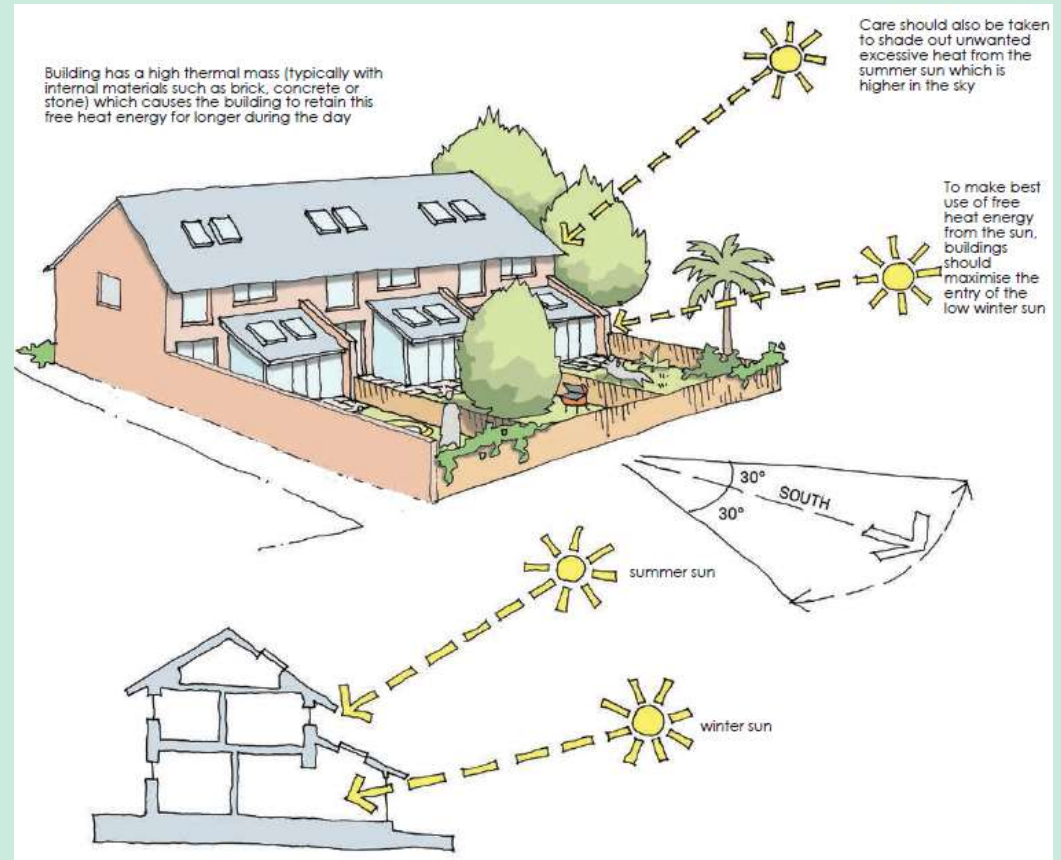 Building has a high thermal mass (typically with
internal materials such as brick, concrete or
stone) which causes the building to retain this
free heat energy for longer during the day
Care should also be taken
to shade out unwanted
excessive heat from the
summer sun which is
higher in the sky
To make best
use of free
heat energy
from the sun,
buildings
should
maximise the
entry of the
low winter sun
30°
SOUTH
30°
summer sun
winter sun